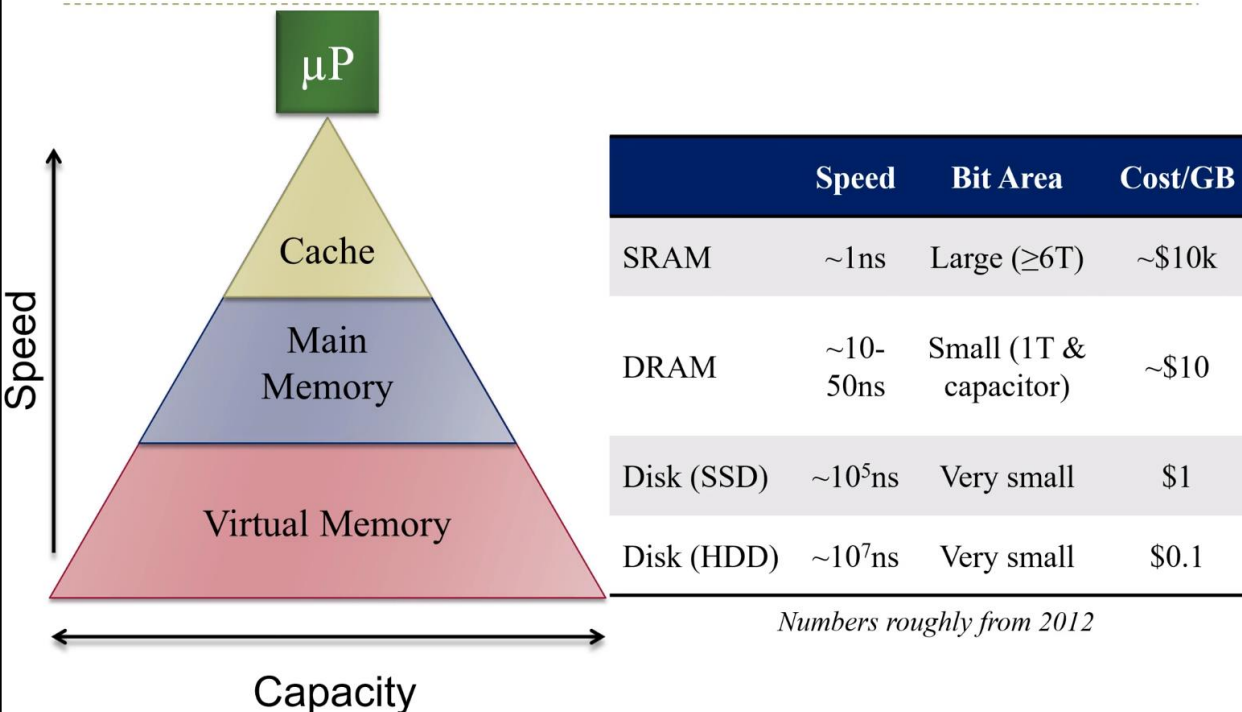 µP
Speed
Cache
Main
Memory
Virtual Memory
Capacity
Speed Bit Area Cost/GB
SRAM ~1ns Large (≥6T) ~$10k
DRAM ~10-50ns Small (1T & capacitor) ~$10
Disk (SSD) ~10⁵ns Very small $1
Disk (HDD) ~10⁷ns Very small $0.1
Numbers roughly from 2012